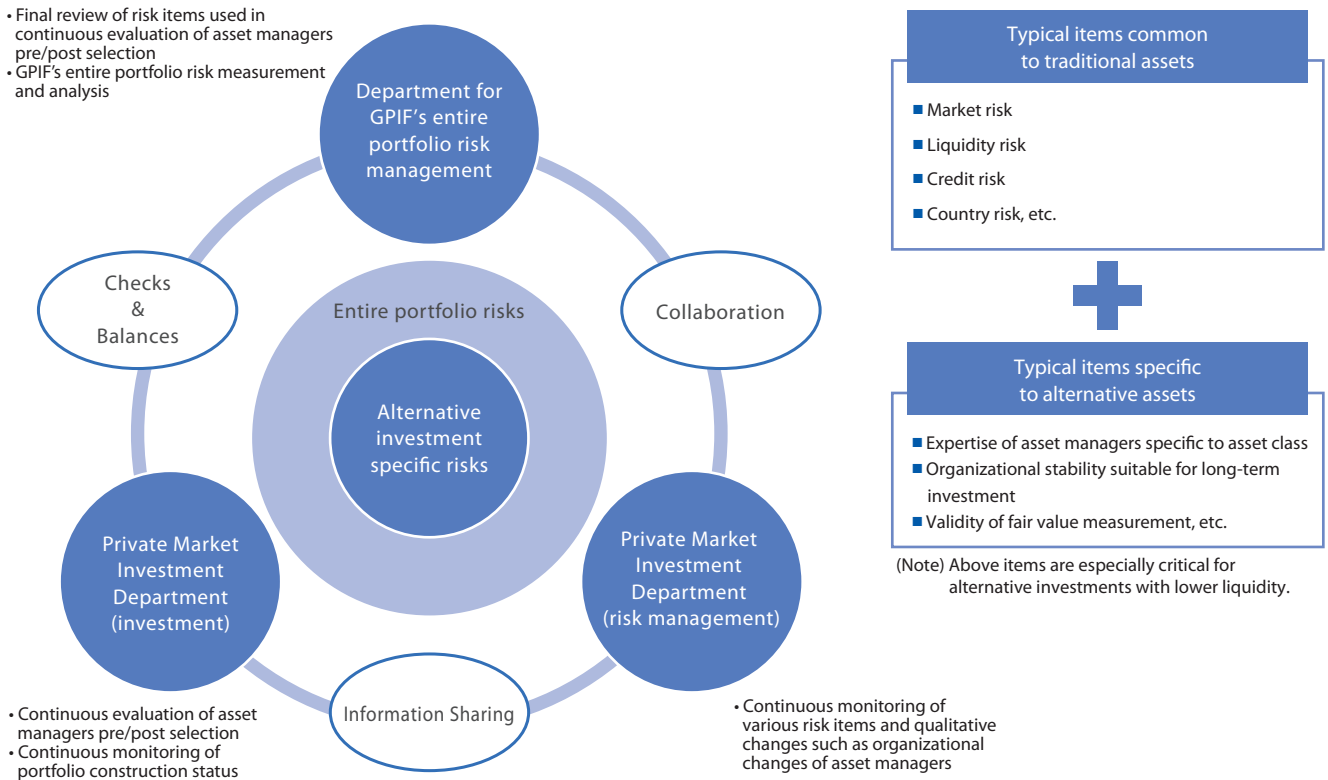 • Final review of risk items used in
continuous evaluation of asset managers
pre/post selection
• GPIF's entire portfolio risk measurement
and analysis
Department for
GPIF's entire
portfolio risk
management
Checks
&
Balances
Collaboration
Entire portfolio risks
Alternative
investment
specific risks
Private Market
Investment
Department
(investment)
Private Market
Investment
Department
(risk management)
Information Sharing
• Continuous evaluation of asset
managers pre/post selection
• Continuous monitoring of
portfolio construction status
• Continuous monitoring of
various risk items and qualitative
changes such as organizational
changes of asset managers
Typical items common
to traditional assets
■ Market risk
■ Liquidity risk
■ Credit risk
■ Country risk, etc.
Typical items specific
to alternative assets
■ Expertise of asset managers specific to asset class
■ Organizational stability suitable for long-term
investment
■ Validity of fair value measurement, etc.
(Note) Above items are especially critical for
alternative investments with lower liquidity.